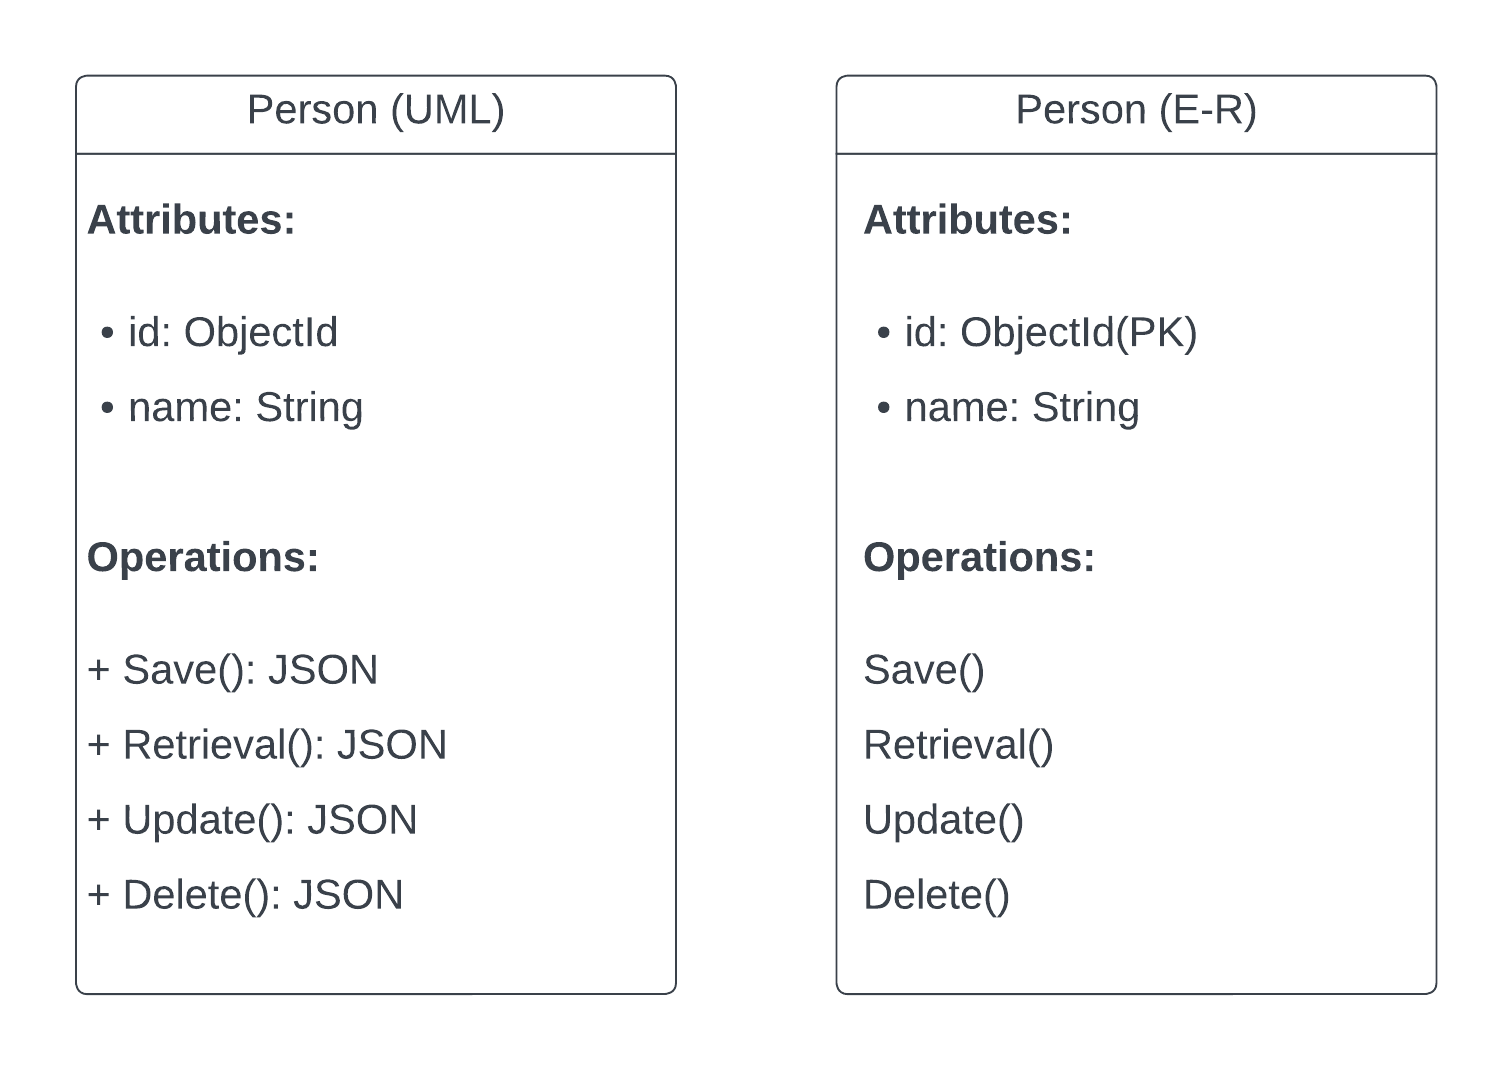 Person (UML)
Attributes:
• id: ObjectId
• name: String
Operations:
+ Save(): JSON
+ Retrieval(): JSON
+ Update(): JSON
+ Delete(): JSON
Person (E-R)
Attributes:
• id: ObjectId(PK)
• name: String
Operations:
Save()
Retrieval()
Update()
Delete()